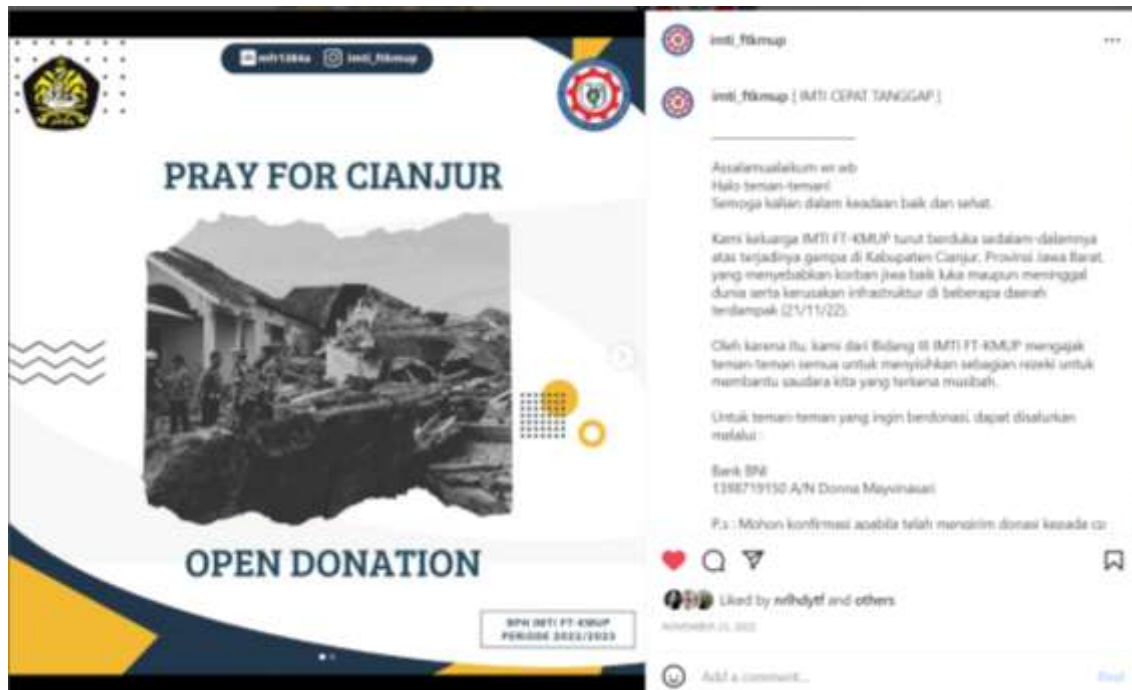 imti_ftkmup
PRAY FOR CIANJUR
OPEN DONATION
BPH IMTI FT-KMUP
PERIODE 2022/2023
imti_ftkmup
imti_ftkmup [ IMTI CEPAT TANGGAP ]
Assalamualaikum wr wb
Halo teman-teman!
Semoga kalian dalam keadaan baik dan sehat.
Kami keluarga IMTI FT-KMUP turut berduka sedalam-dalamnya
atas terjadinya gempa di Kabupaten Cianjur, Provinsi Jawa Barat,
yang menyebabkan korban jiwa baik luka maupun meninggal
dunia serta kerusakan infrastruktur di beberapa daerah
terdampak (21/11/22).
Oleh karena itu, kami dari Bidang III IMTI FT-KMUP mengajak
teman-teman semua untuk menyisihkan sebagian rezeki untuk
membantu saudara kita yang terkena musibah.
Untuk teman-teman yang ingin berdonasi, dapat disalurkan
melalui :
Bank BNI
1398719150 A/N Donna Mayvinasari
P.s : Mohon konfirmasi apabila telah mengirim donasi kepada cp
Liked by nrlhdytf and others
NOVEMBER 2022
Add a comment...
Post